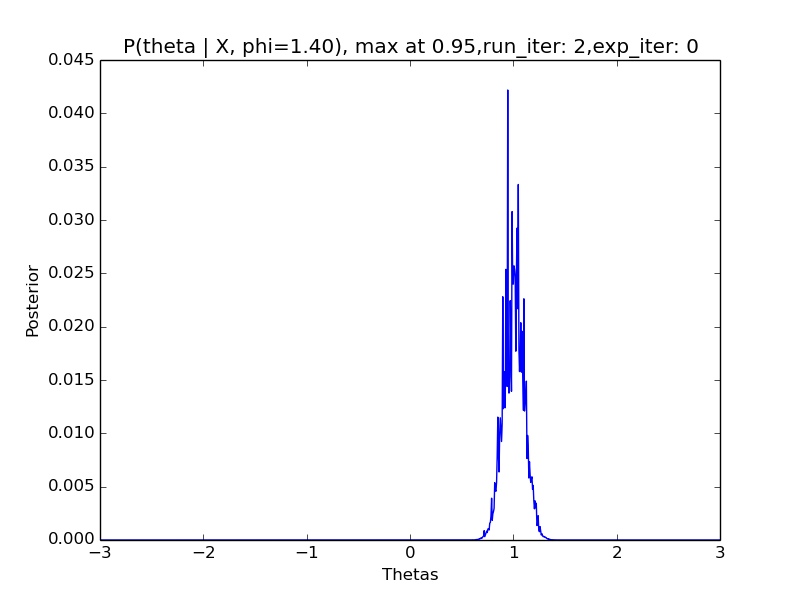 P(theta | X, phi=1.40), max at 0.95,run_iter: 2,exp_iter: 0
0.045
0.040
0.035
0.030
0.025
0.020
0.015
0.010
0.005
0.000
Posterior
−3 −2 −1 0 1 2 3
Thetas